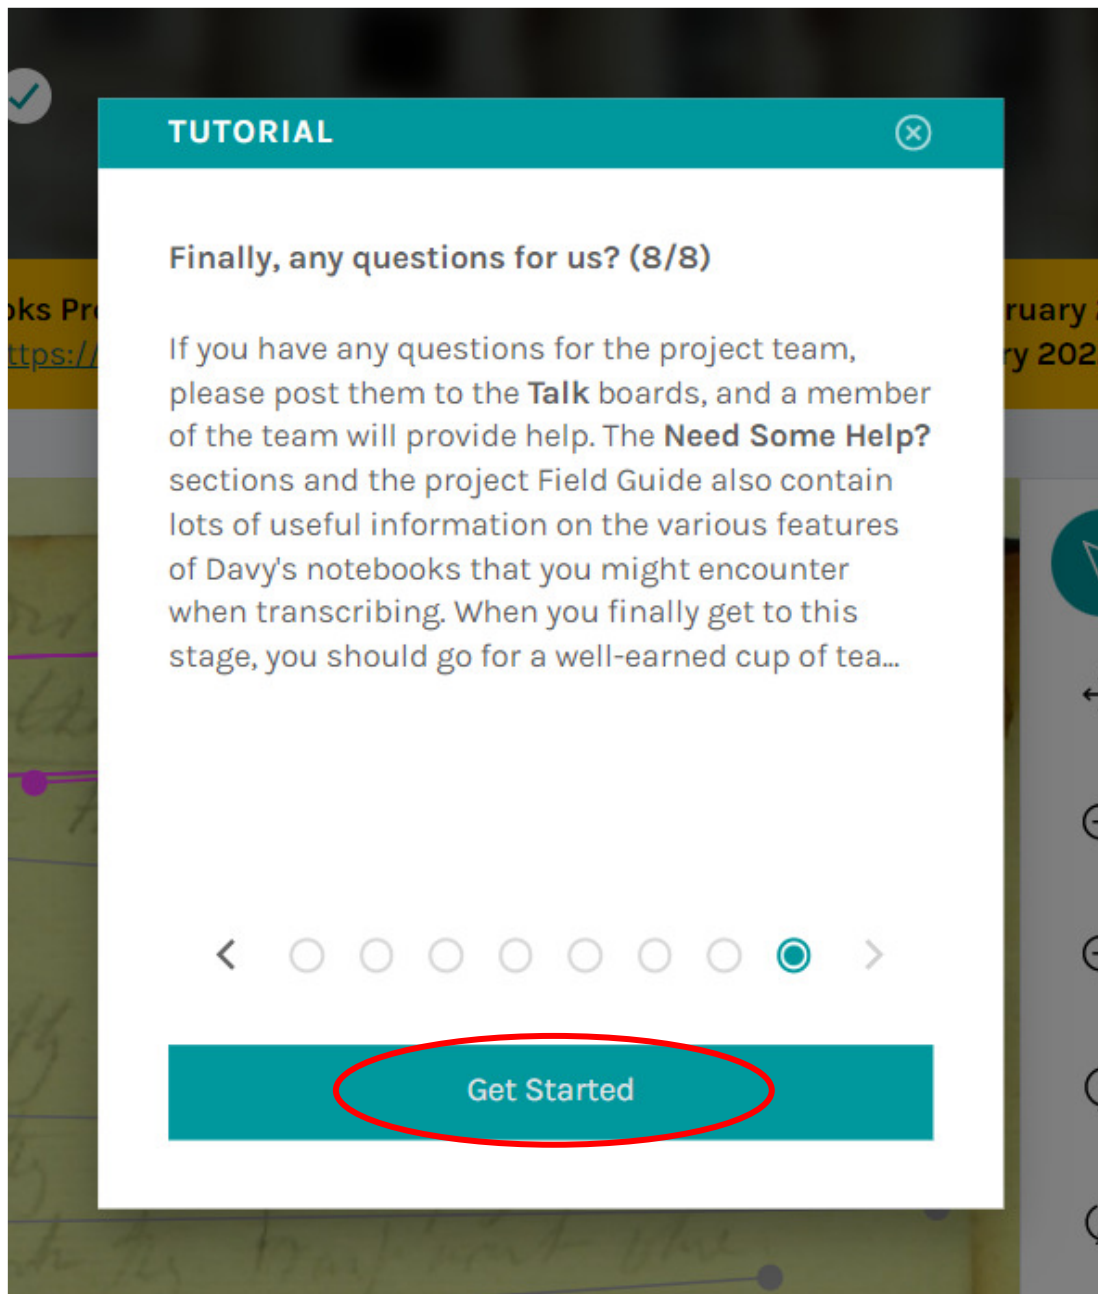 TUTORIAL
Finally, any questions for us? (8/8)
If you have any questions for the project team,
please post them to the Talk boards, and a member
of the team will provide help. The Need Some Help?
sections and the project Field Guide also contain
lots of useful information on the various features
of Davy's notebooks that you might encounter
when transcribing. When you finally get to this
stage, you should go for a well-earned cup of tea...
Get Started